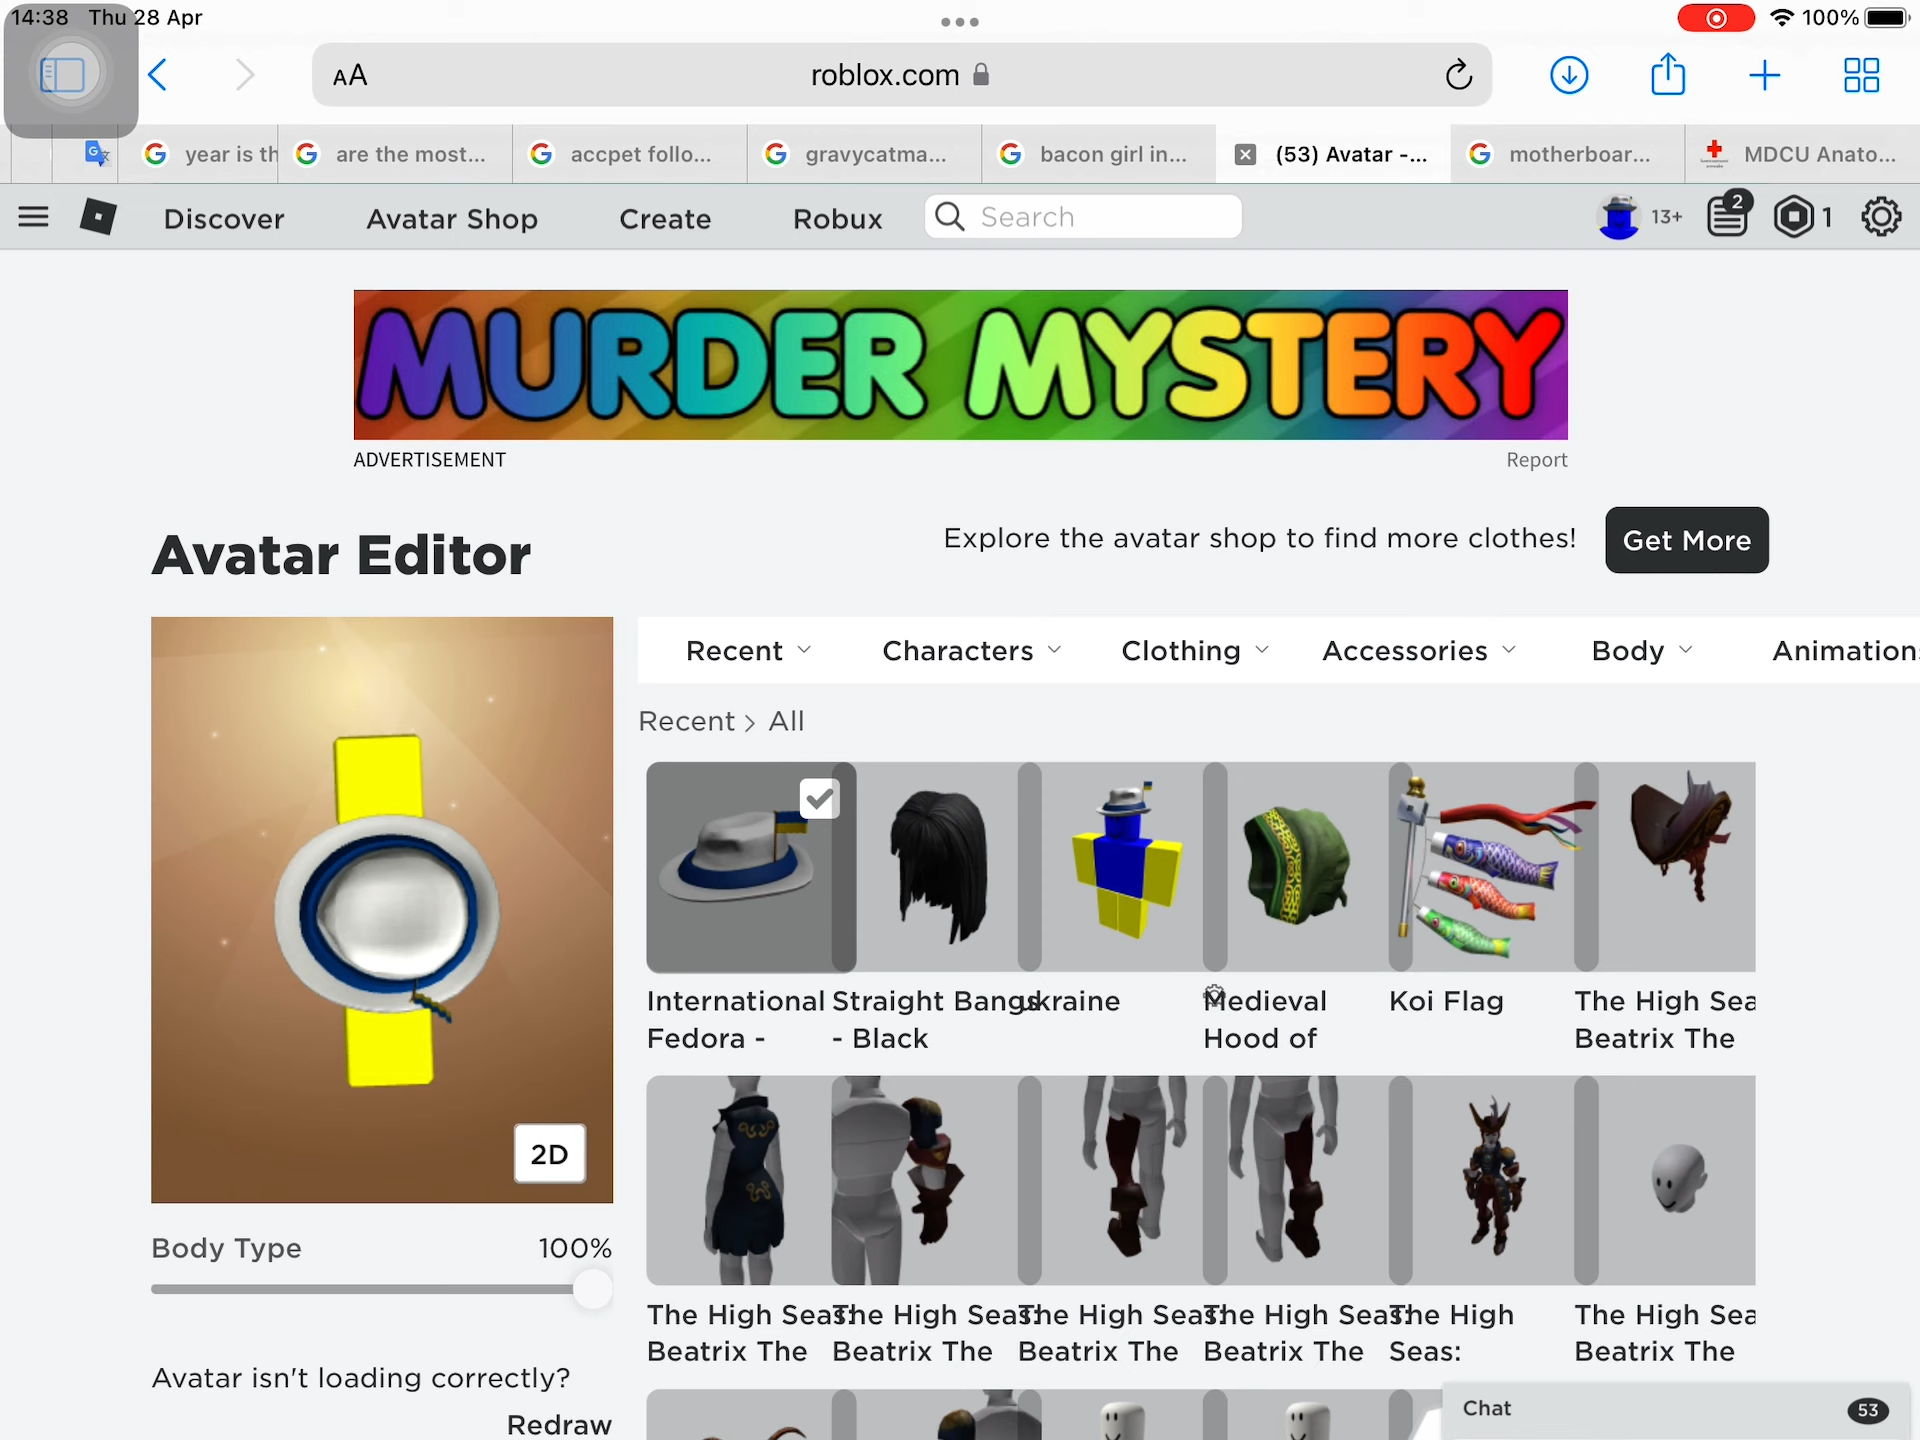 14:38 Thu 28 Apr
100%
AA
roblox.com
year is th
are the most...
accpet follo...
gravycatma...
bacon girl in...
(53) Avatar -...
motherboar...
MDCU Anato...
Discover
Avatar Shop
Create
Robux
Search
13+
2
1
MURDER MYSTERY
ADVERTISEMENT
Report
Avatar Editor
Explore the avatar shop to find more clothes!
Get More
Recent
Characters
Clothing
Accessories
Body
Animations
Recent > All
2D
Body Type
100%
Avatar isn't loading correctly?
Redraw
International
Fedora -
Straight Bangs
- Black
Ukraine
Medieval
Hood of
Koi Flag
The High Sea
Beatrix The
The High Seas:
Beatrix The
The High Seas:
Beatrix The
The High Seas:
Beatrix The
The High Seas:
Beatrix The
The High
Seas:
The High Sea
Beatrix The
Chat
53